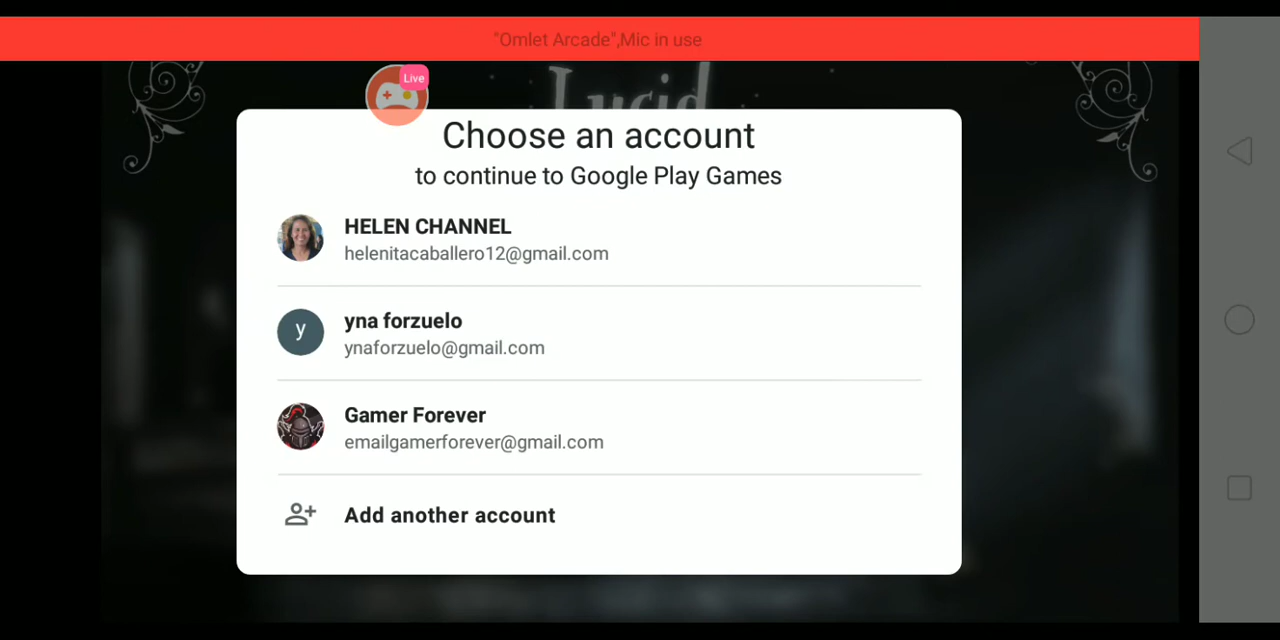 "Omlet Arcade",Mic in use
Live
Lucid
Choose an account
to continue to Google Play Games
HELEN CHANNEL
helenitacaballero12@gmail.com
y
yna forzuelo
ynaforzuelo@gmail.com
Gamer Forever
emailgamerforever@gmail.com
Add another account